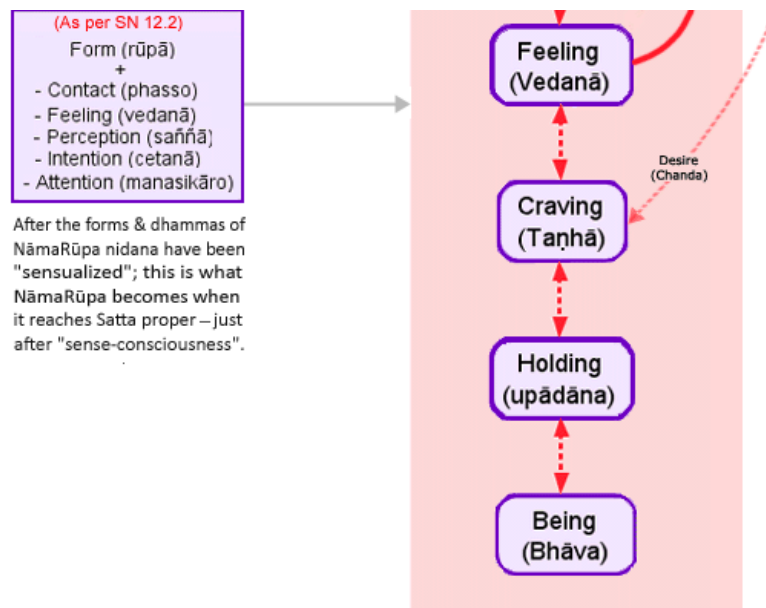 (As per SN 12.2)
Form (rūpā)
+
- Contact (phasso)
- Feeling (vedanā)
- Perception (saññā)
- Intention (cetanā)
- Attention (manasikāro)
After the forms & dhammas of
NāmaRūpa nidana have been
"sensualized"; this is what
NāmaRūpa becomes when
it reaches Satta proper – just
after "sense-consciousness".
Feeling
(Vedanā)
Desire
(Chanda)
Craving
(Taṇhā)
Holding
(upādāna)
Being
(Bhāva)